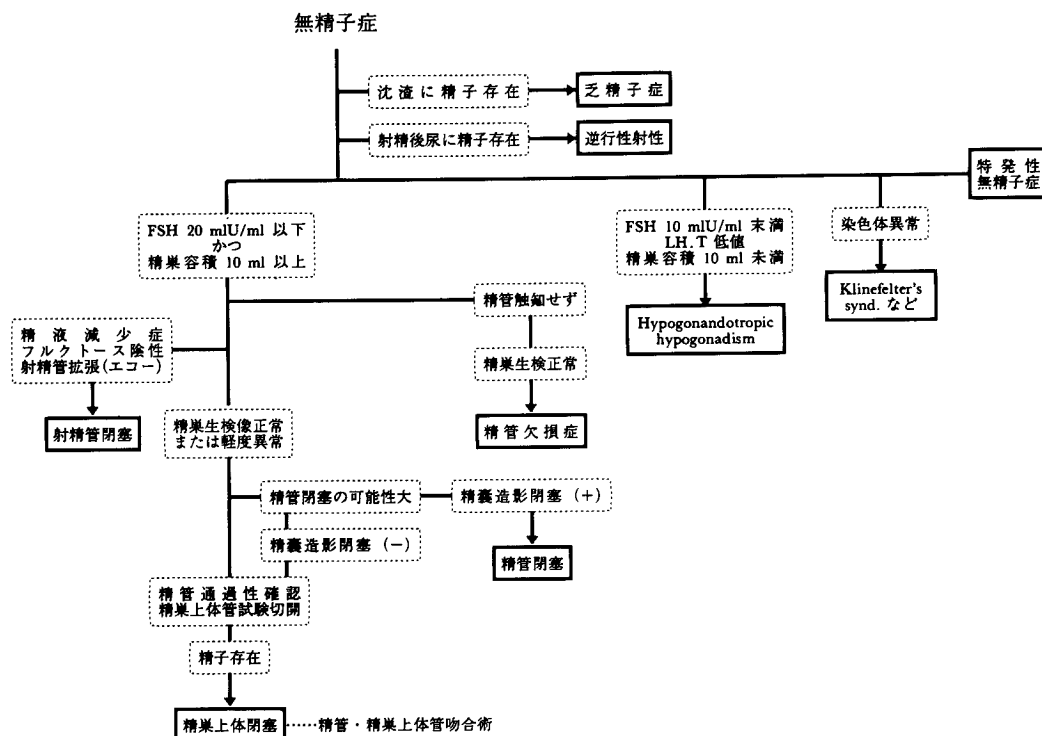 無精子症
沈渣に精子存在
乏精子症
射精後尿に精子存在
逆行性射性
特発性
無精子症
FSH 20 mlU/ml 以下
かつ
精巣容積 10 ml 以上
FSH 10 mlU/ml 末満
LH.T 低値
精巣容積 10 ml 未満
染色体異常
精管触知せず
Hypogonandotropic
hypogonadism
Klinefelter's
synd. など
精液減少症
フルクトース陰性
射精管拡張(エコー)
精巣生検正常
射精管閉塞
精巣生検像正常
または軽度異常
精管欠損症
精管閉塞の可能性大
精嚢造影閉塞 (+)
精嚢造影閉塞 (−)
精管閉塞
精管通過性確認
精巣上体管試験切開
精子存在
精巣上体閉塞……精管・精巣上体管吻合術